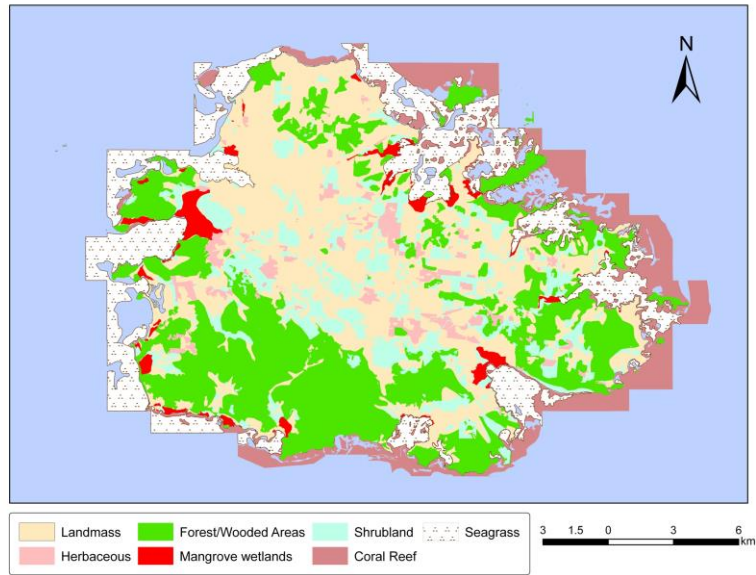 N
Landmass Forest/Wooded Areas Shrubland Seagrass
Herbaceous Mangrove wetlands Coral Reef
3 1.5 0 3 6
km